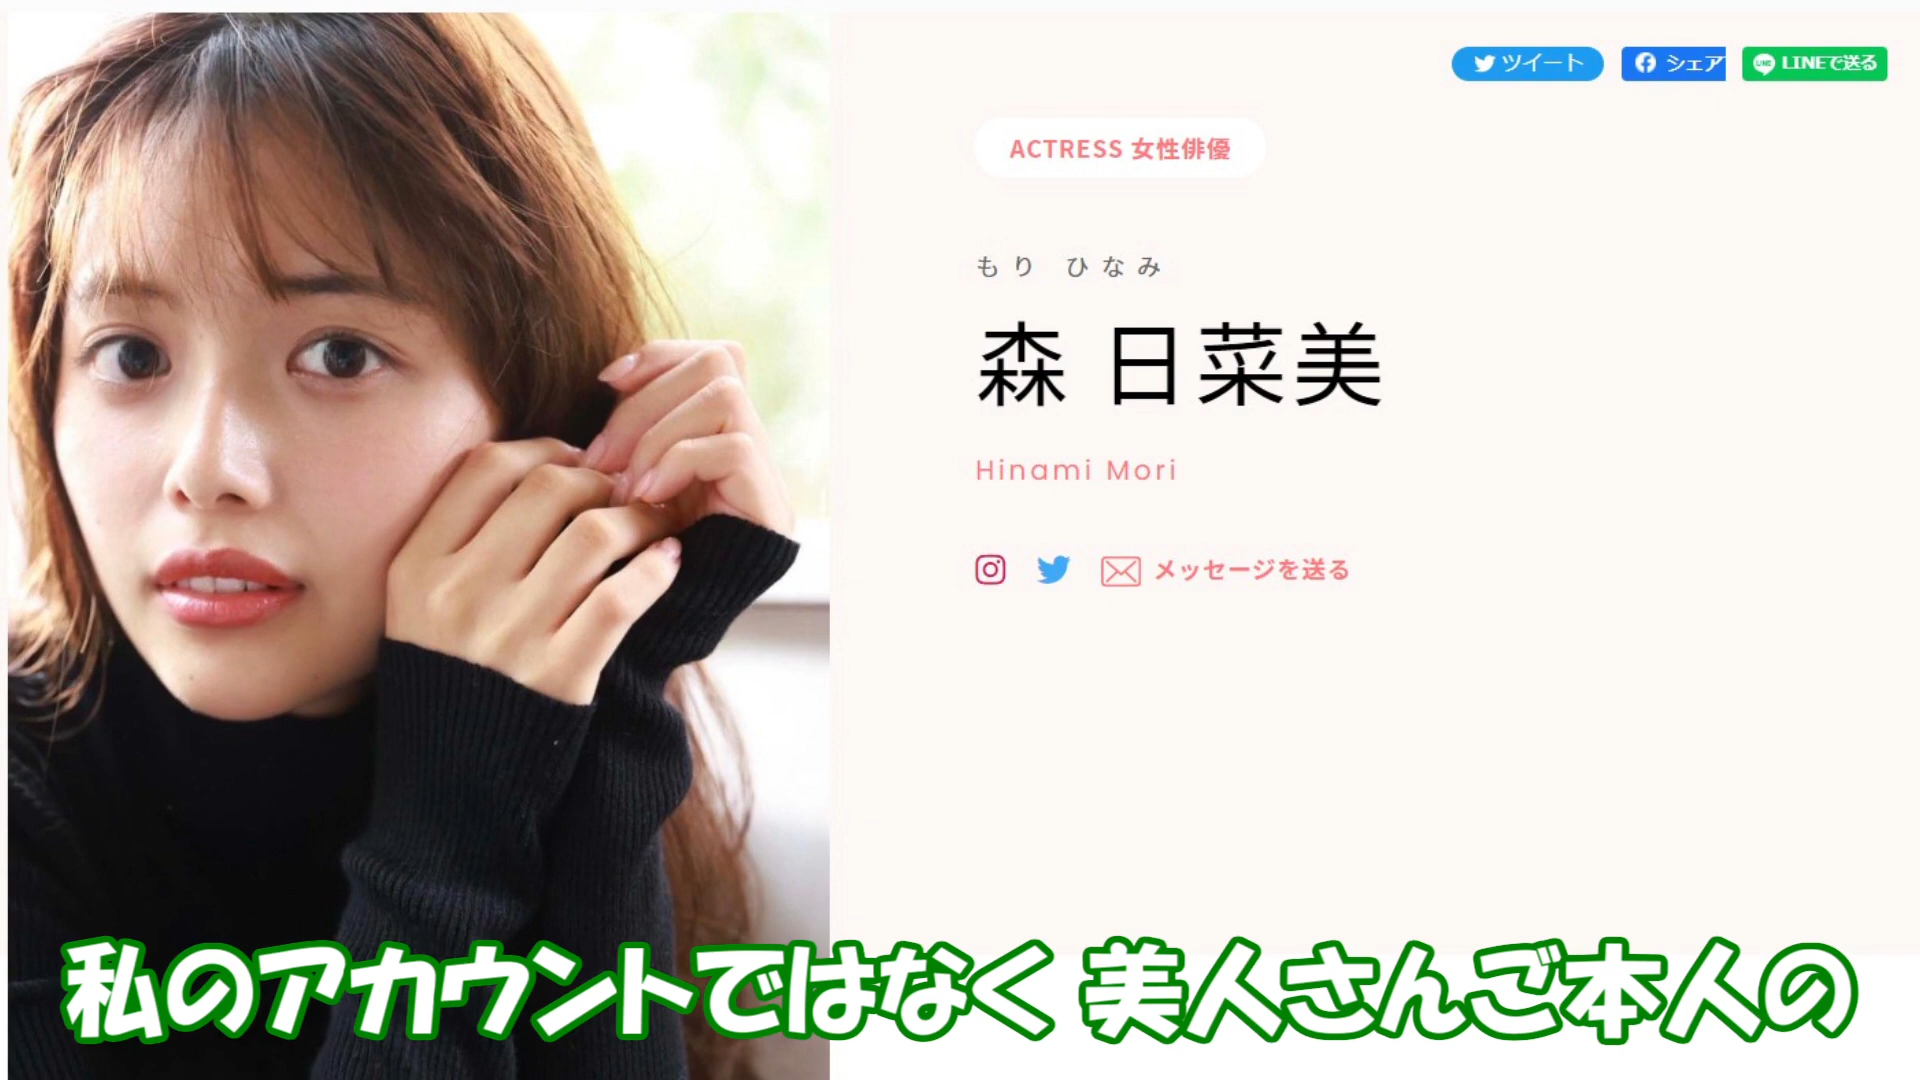 ツイート シェア LINEで送る
ACTRESS 女性俳優
もり ひなみ
森 日菜美
Hinami Mori
メッセージを送る
私のアカウントではなく 美人さんご本人の